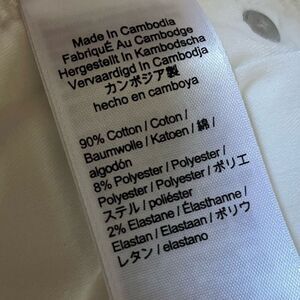 Made In Cambodia
FabriquÉ Au Cambodge
Hergestellt In Kambodscha
Vervaardigd In Cambodja
カンボジア製
hecho en camboya
90% Cotton / Coton /
Baumwolle / Katoen / 綿 /
algodón
8% Polyester / Polyester /
Polyester / Polyester / ポリエ
ステル / poliéster
2% Elastane / Élasthanne /
Elastan / Elastaan / ポリウ
レタン / elastano